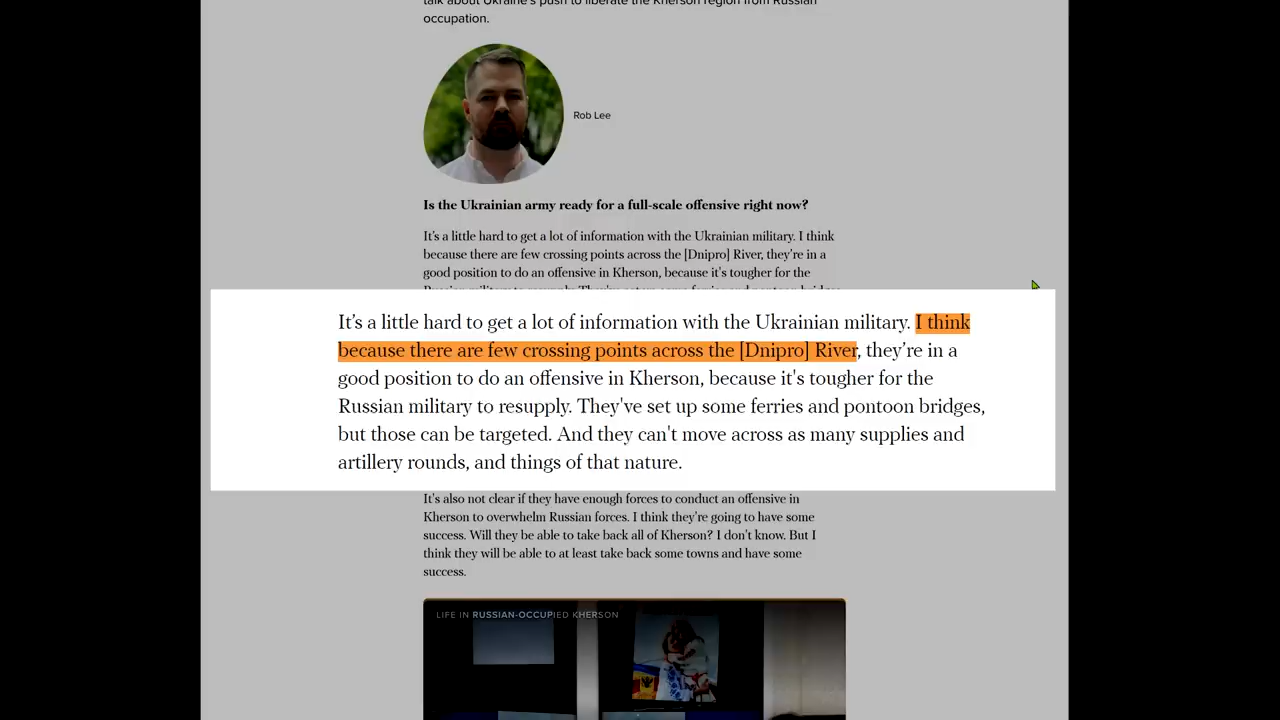 talk about Ukraine's push to liberate the Kherson region from Russian
occupation.
Rob Lee
Is the Ukrainian army ready for a full-scale offensive right now?
It's a little hard to get a lot of information with the Ukrainian military. I think
because there are few crossing points across the [Dnipro] River, they're in a
good position to do an offensive in Kherson, because it's tougher for the
It's a little hard to get a lot of information with the Ukrainian military. I think
because there are few crossing points across the [Dnipro] River, they're in a
good position to do an offensive in Kherson, because it's tougher for the
Russian military to resupply. They've set up some ferries and pontoon bridges,
but those can be targeted. And they can't move across as many supplies and
artillery rounds, and things of that nature.
It's also not clear if they have enough forces to conduct an offensive in
Kherson to overwhelm Russian forces. I think they're going to have some
success. Will they be able to take back all of Kherson? I don't know. But I
think they will be able to at least take back some towns and have some
success.
LIFE IN RUSSIAN-OCCUPIED KHERSON